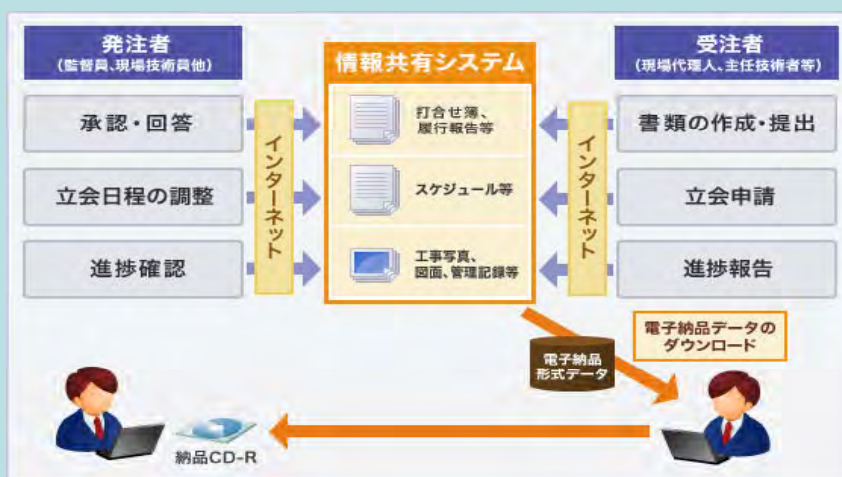 発注者
(監督員、現場技術員他)
承認・回答
立会日程の調整
進捗確認
インターネット
情報共有システム
打合せ簿、
履行報告等
スケジュール等
工事写真、
図面、管理記録等
インターネット
受注者
(現場代理人、主任技術者等)
書類の作成・提出
立会申請
進捗報告
電子納品データの
ダウンロード
電子納品
形式データ
納品CD-R